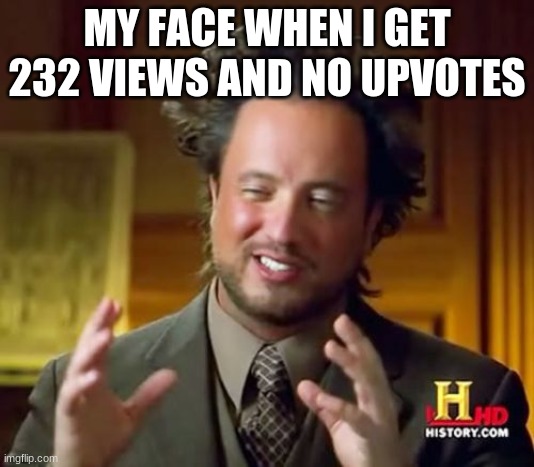 MY FACE WHEN I GET
232 VIEWS AND NO UPVOTES
H HD
HISTORY.COM
imgflip.com